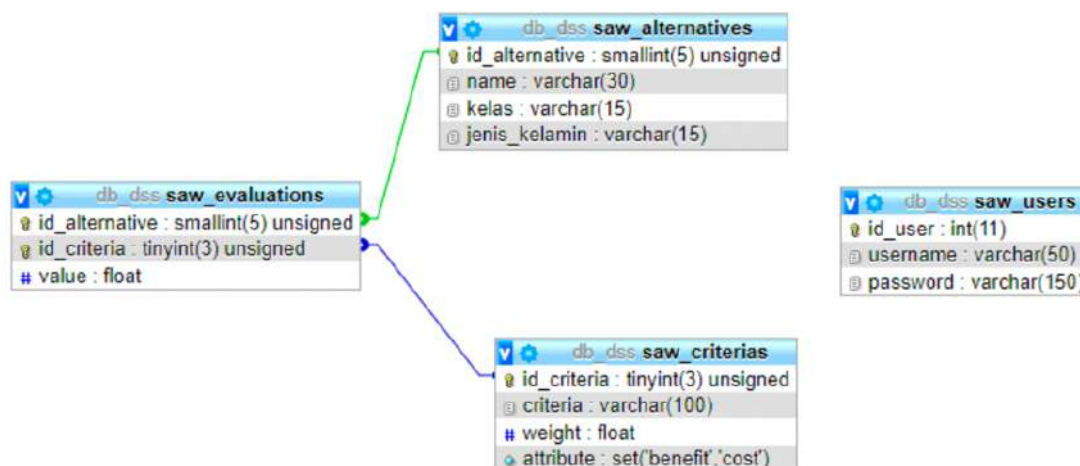 db_dss saw_alternatives
id_alternative : smallint(5) unsigned
name : varchar(30)
kelas : varchar(15)
jenis_kelamin : varchar(15)
db_dss saw_evaluations
id_alternative : smallint(5) unsigned
id_criteria : tinyint(3) unsigned
# value : float
db_dss saw_users
id_user : int(11)
username : varchar(50)
password : varchar(150)
db_dss saw_criterias
id_criteria : tinyint(3) unsigned
criteria : varchar(100)
# weight : float
attribute : set('benefit','cost')